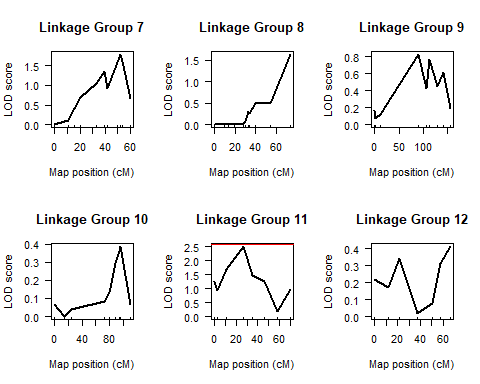 Linkage Group 7
LOD score
1.5
1.0
0.5
0.0
0 20 40 60
Map position (cM)
Linkage Group 8
LOD score
1.5
1.0
0.5
0.0
0 20 40 60
Map position (cM)
Linkage Group 9
LOD score
0.8
0.6
0.4
0.2
0.0
0 50 100
Map position (cM)
Linkage Group 10
LOD score
0.4
0.3
0.2
0.1
0.0
0 20 40 80
Map position (cM)
Linkage Group 11
LOD score
2.5
2.0
1.5
1.0
0.5
0.0
0 20 40 60
Map position (cM)
Linkage Group 12
LOD score
0.4
0.3
0.2
0.1
0.0
0 20 40 60
Map position (cM)